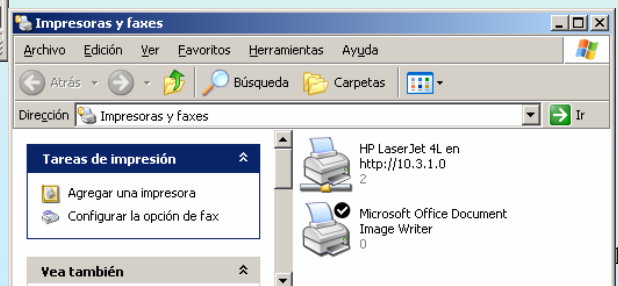 Impresoras y faxes
Archivo Edición Ver Favoritos Herramientas Ayuda
Atrás Búsqueda Carpetas
Dirección Impresoras y faxes Ir
Tareas de impresión
Agregar una impresora
Configurar la opción de fax
Vea también
HP LaserJet 4L en
http://10.3.1.0
2
Microsoft Office Document
Image Writer
0